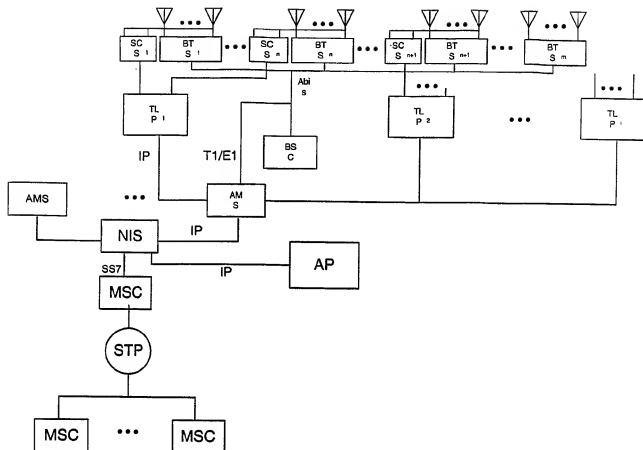 SC BT SC BT SC BT BT
S 1 S 1 S n S n S n+1 S n+1 S m
Abi
s
TL
P 1
TL
P 2
TL
P
BS
C
IP
T1/E1
AMS
AM
S
NIS
IP
IP
AP
SS7
MSC
STP
MSC
MSC